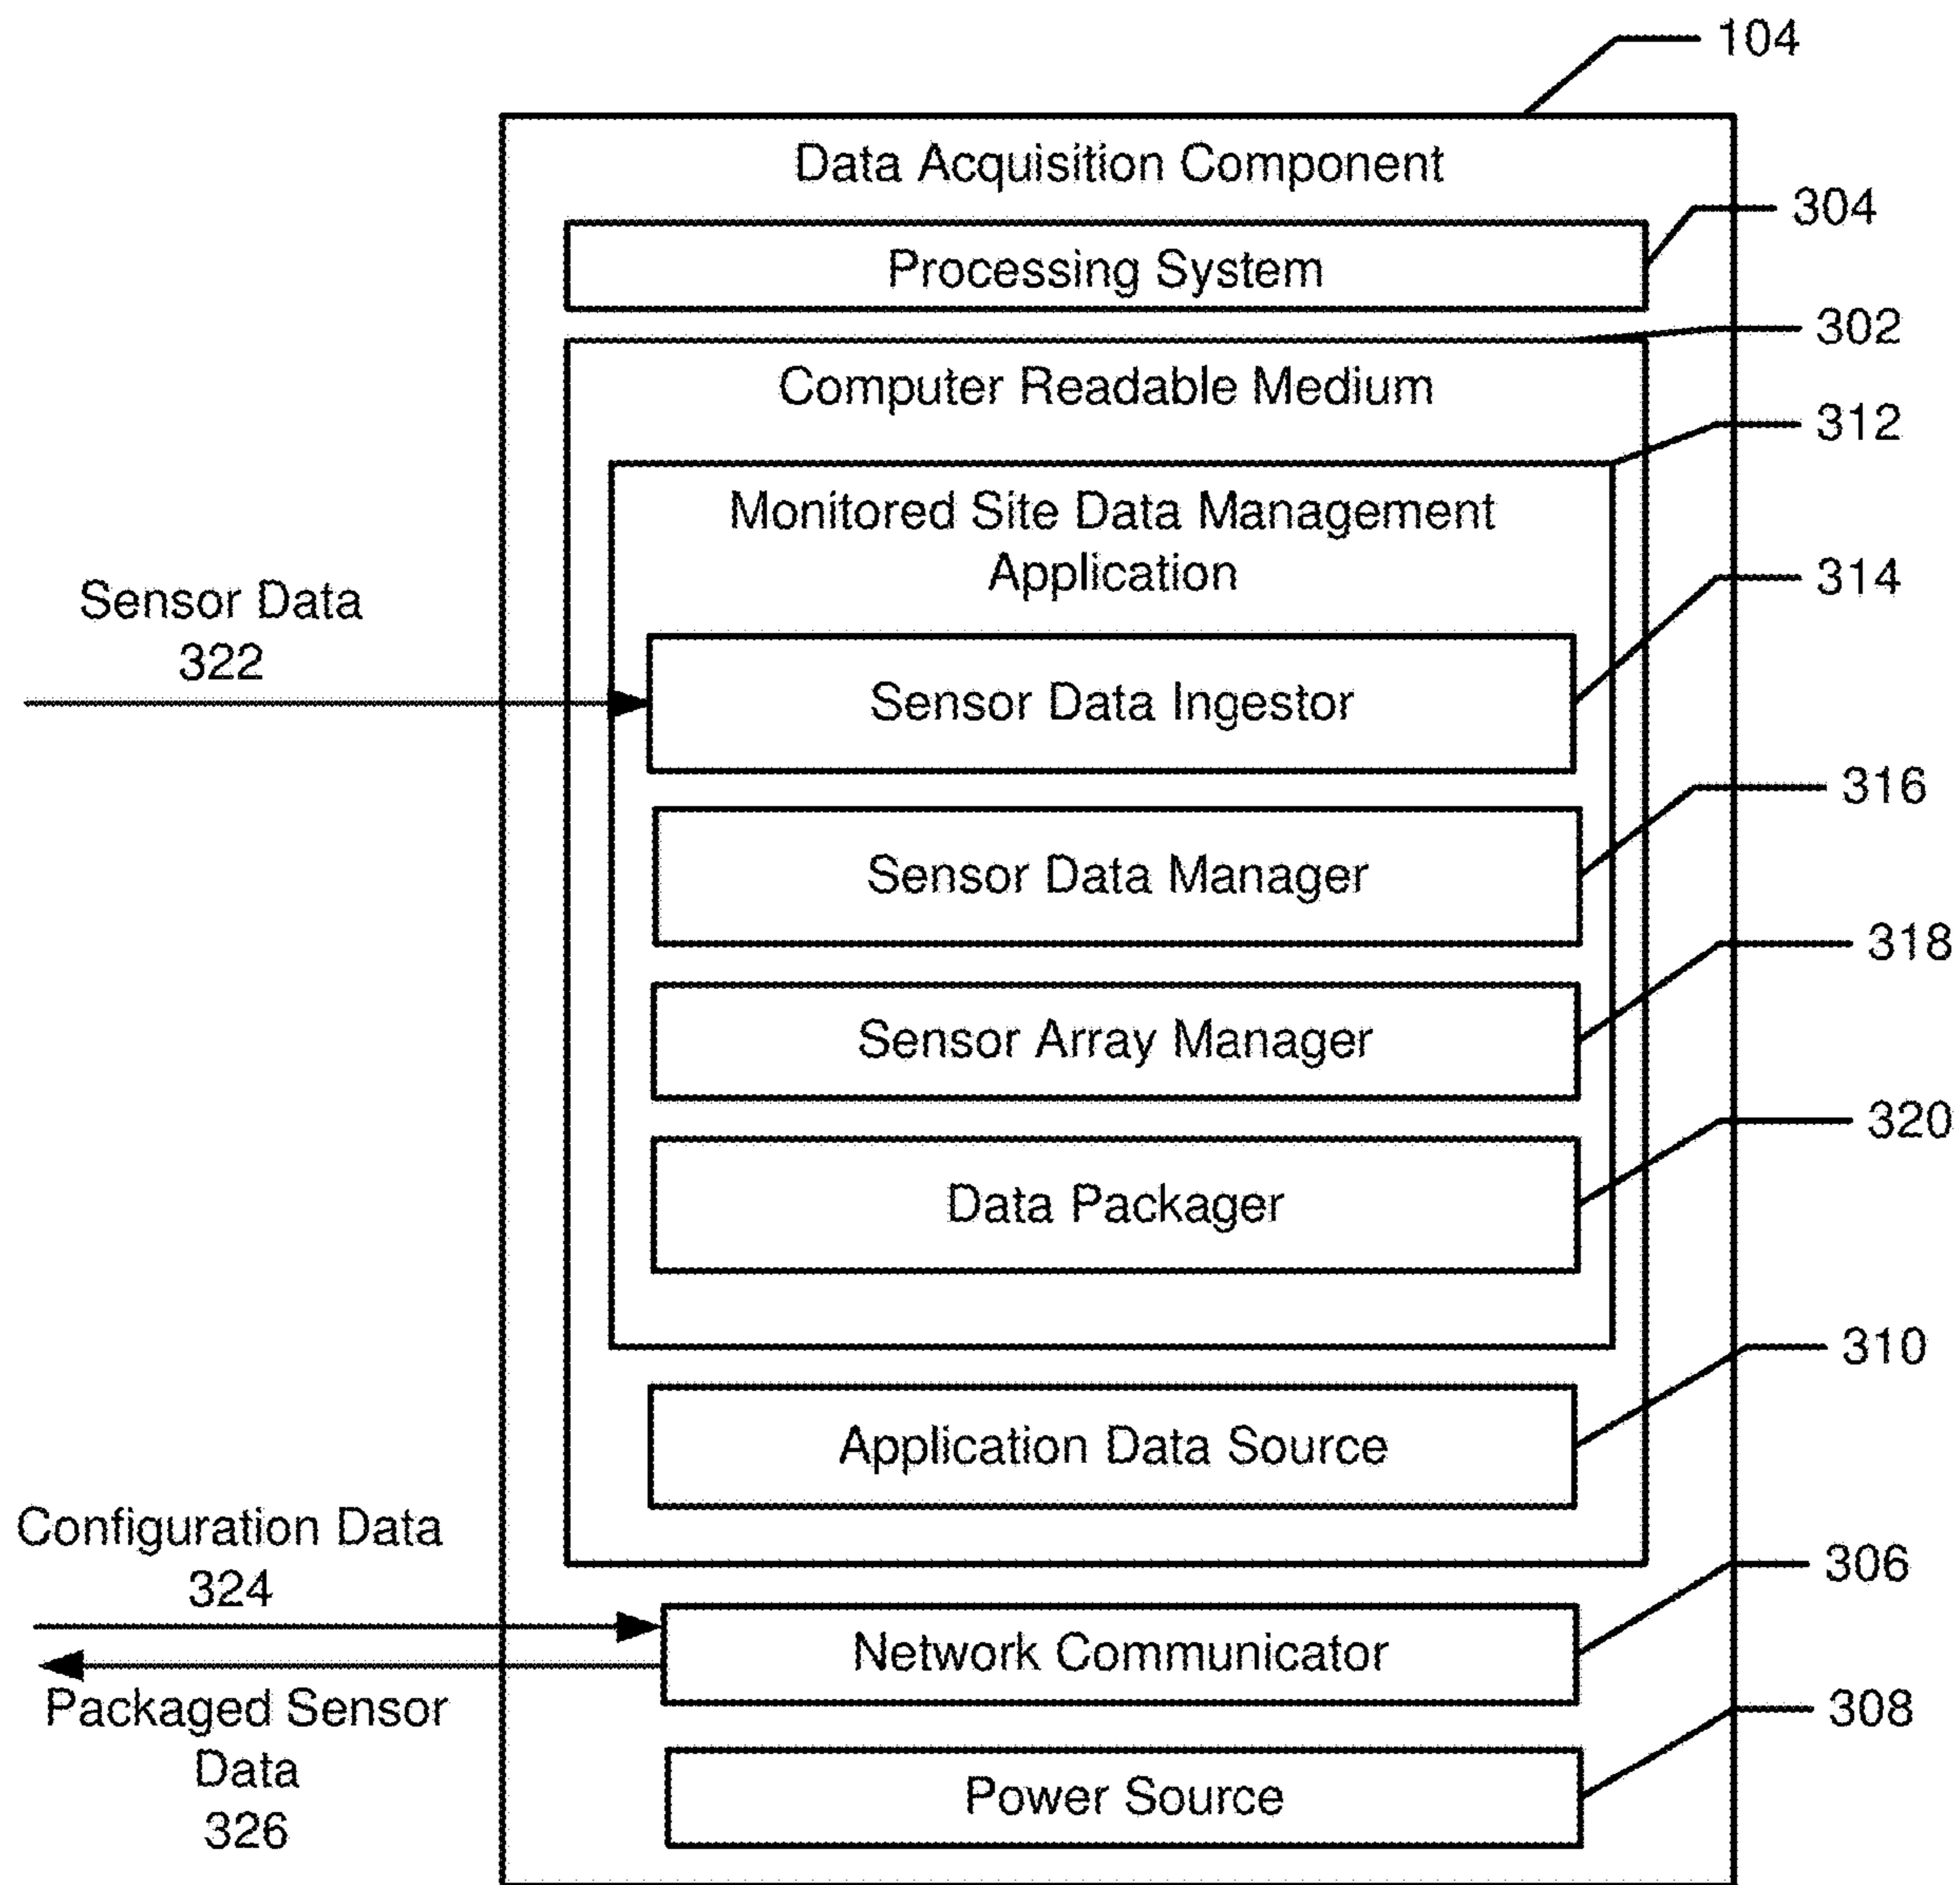 104
Data Acquisition Component
304
Processing System
302
Computer Readable Medium
312
Monitored Site Data Management
Application
314
Sensor Data
322
Sensor Data Ingestor
316
Sensor Data Manager
318
Sensor Array Manager
320
Data Packager
310
Application Data Source
Configuration Data
324
306
Network Communicator
Packaged Sensor
Data
326
308
Power Source